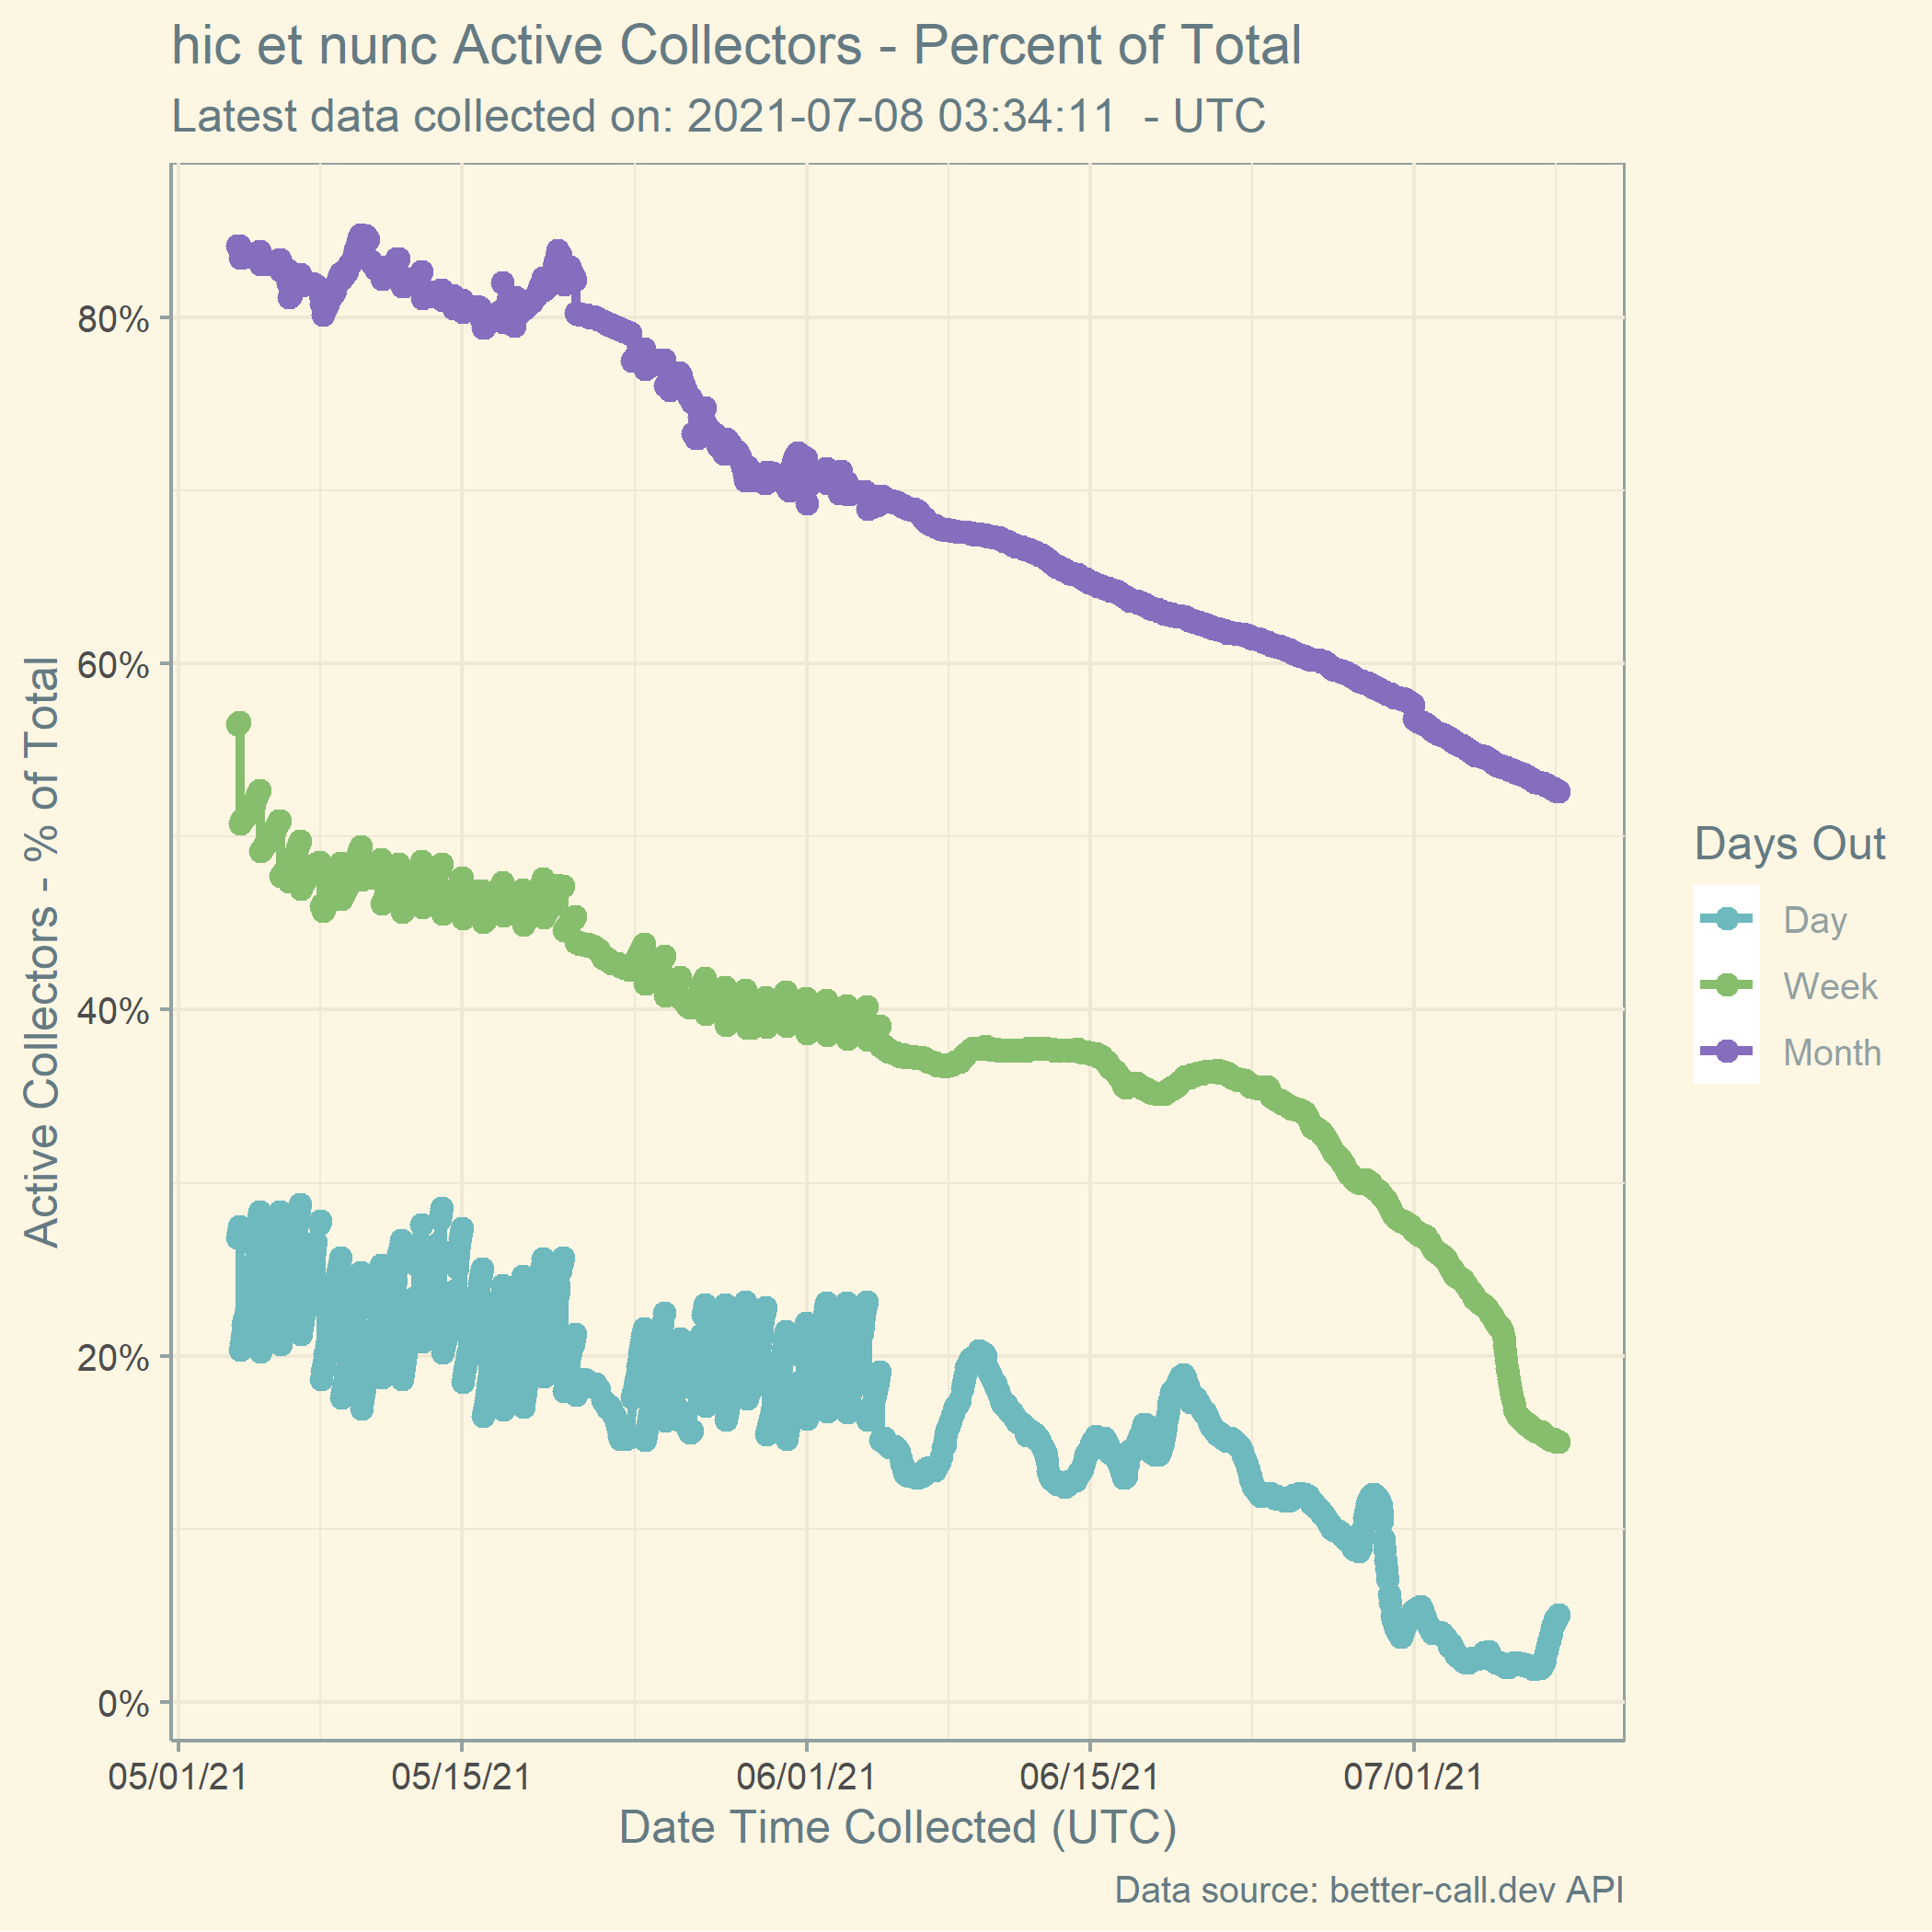 hic et nunc Active Collectors - Percent of Total
Latest data collected on: 2021-07-08 03:34:11  - UTC
Active Collectors - % of Total
80%
60%
40%
20%
0%
05/01/21
05/15/21
06/01/21
06/15/21
07/01/21
Date Time Collected (UTC)
Days Out
Day
Week
Month
Data source: better-call.dev API